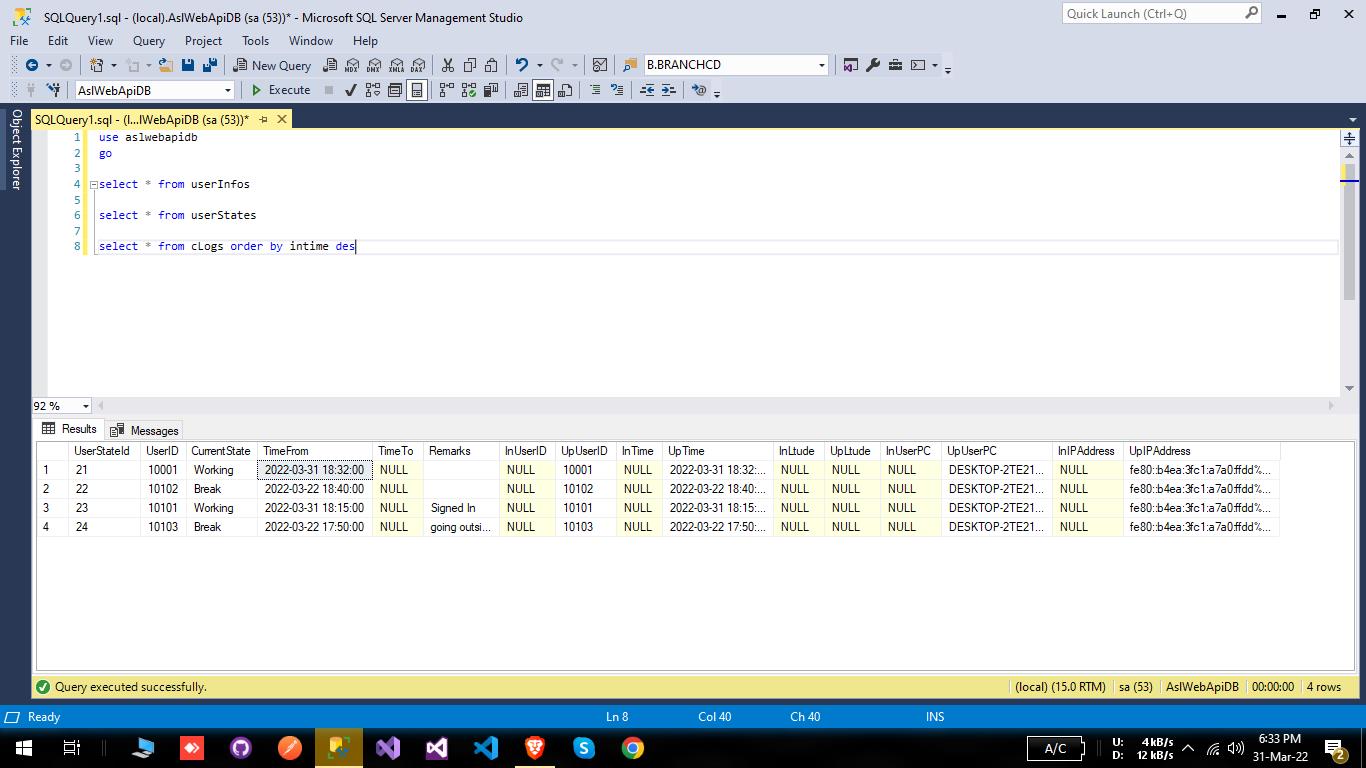 SQLQuery1.sql - (local).AslWebApiDB (sa (53))* - Microsoft SQL Server Management Studio
Quick Launch (Ctrl+Q)
File Edit View Query Project Tools Window Help
New Query MDX DMX XMLA DAX B.BRANCHCD
AslWebApiDB Execute
SQLQuery1.sql - (l...lWebApiDB (sa (53))*
Object Explorer
1 use aslwebapidb
2 go
3
4 select * from userInfos
5
6 select * from userStates
7
8 select * from cLogs order by intime des
92 %
Results Messages
UserStateId UserID CurrentState TimeFrom TimeTo Remarks InUserID UpUserID InTime UpTime InLtude UpLtude InUserPC UpUserPC InIPAddress UpIPAddress
1 21 10001 Working 2022-03-31 18:32:00 NULL NULL 10001 NULL 2022-03-31 18:32:... NULL NULL NULL DESKTOP-2TE21... NULL fe80::b4ea:3fc1:a7a0:ffdd%...
2 22 10102 Break 2022-03-22 18:40:00 NULL NULL 10102 NULL 2022-03-22 18:40:... NULL NULL NULL DESKTOP-2TE21... NULL fe80::b4ea:3fc1:a7a0:ffdd%...
3 23 10101 Working 2022-03-31 18:15:00 NULL Signed In NULL 10101 NULL 2022-03-31 18:15:... NULL NULL NULL DESKTOP-2TE21... NULL fe80::b4ea:3fc1:a7a0:ffdd%...
4 24 10103 Break 2022-03-22 17:50:00 NULL going outsi... NULL 10103 NULL 2022-03-22 17:50:... NULL NULL NULL DESKTOP-2TE21... NULL fe80::b4ea:3fc1:a7a0:ffdd%...
Query executed successfully. (local) (15.0 RTM) sa (53) AslWebApiDB 00:00:00 4 rows
Ready Ln 8 Col 40 Ch 40 INS
A/C
U: 4 kB/s
D: 12 kB/s
6:33 PM
31-Mar-22
2